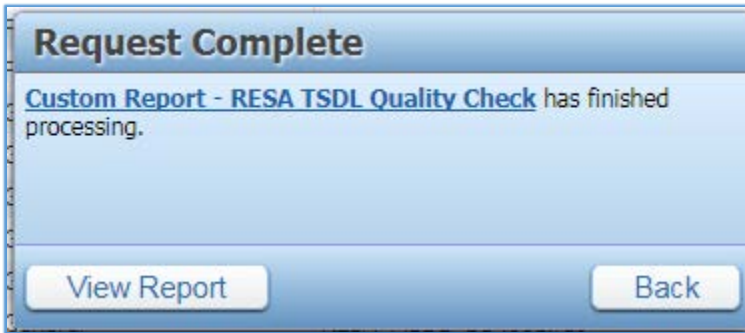 Request Complete
Custom Report - RESA TSDL Quality Check has finished
processing.
View Report
Back